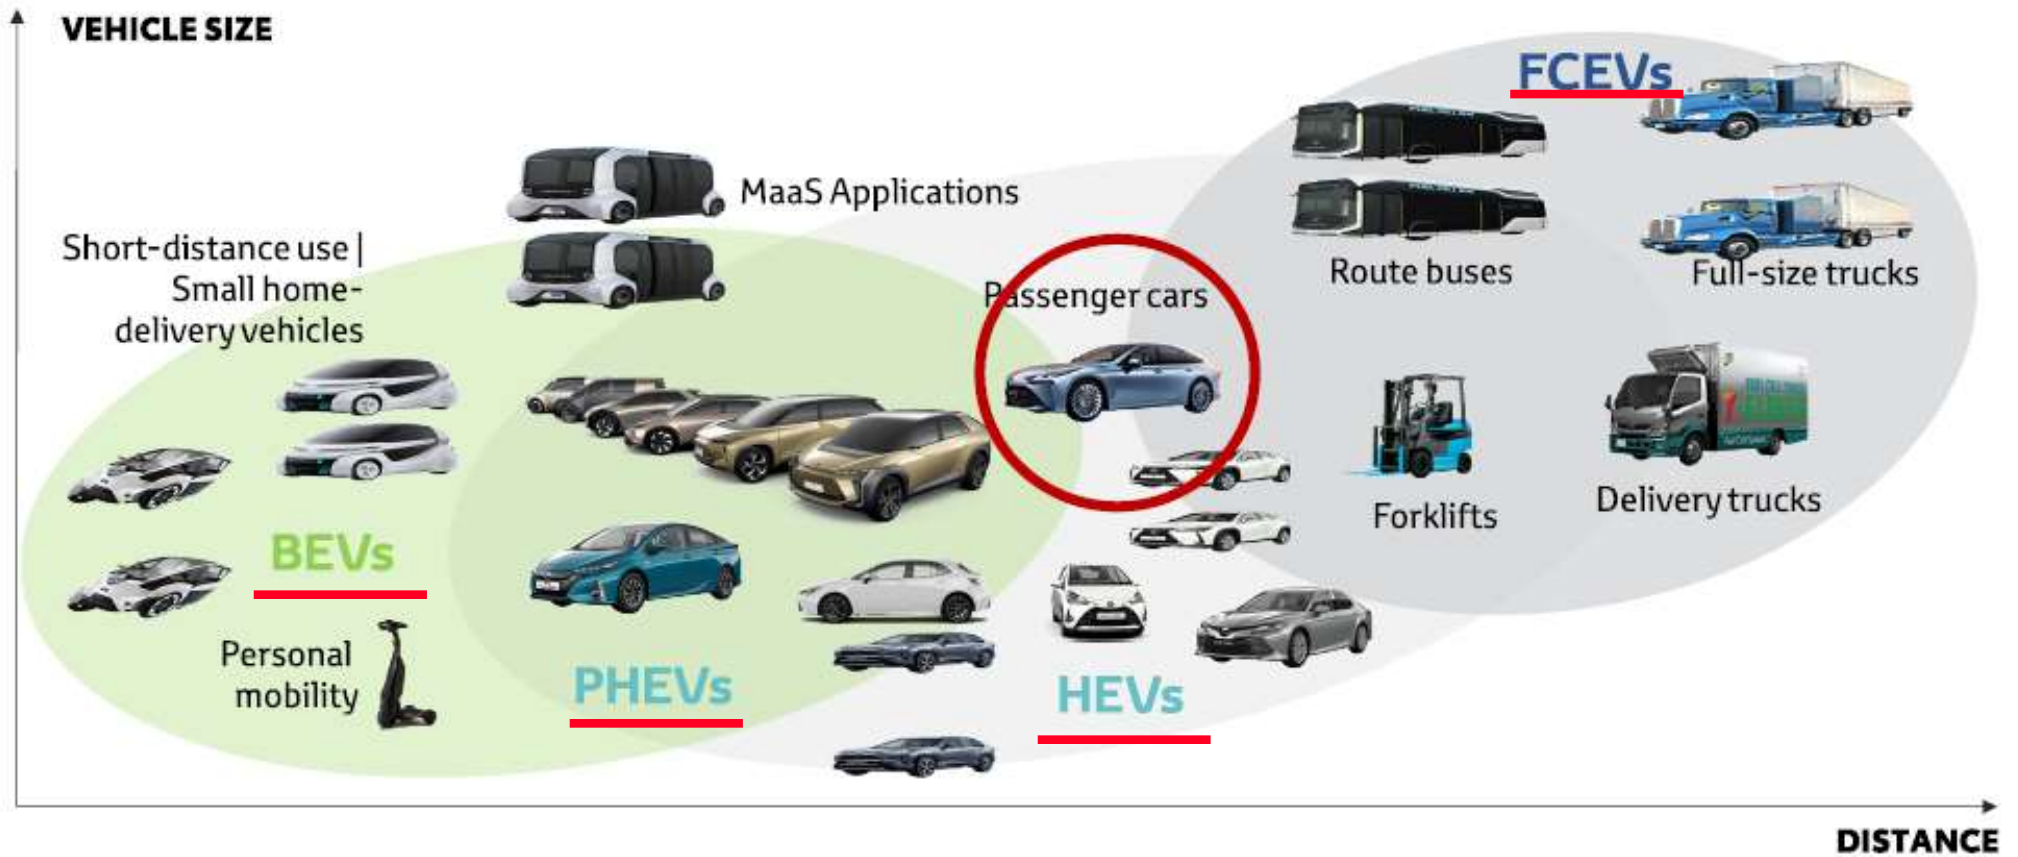 VEHICLE SIZE
FCEVs
MaaS Applications
Short-distance use |
Small home-
delivery vehicles
Passenger cars
Route buses
Full-size trucks
BEVs
Forklifts
Delivery trucks
Personal
mobility
PHEVs
HEVs
DISTANCE